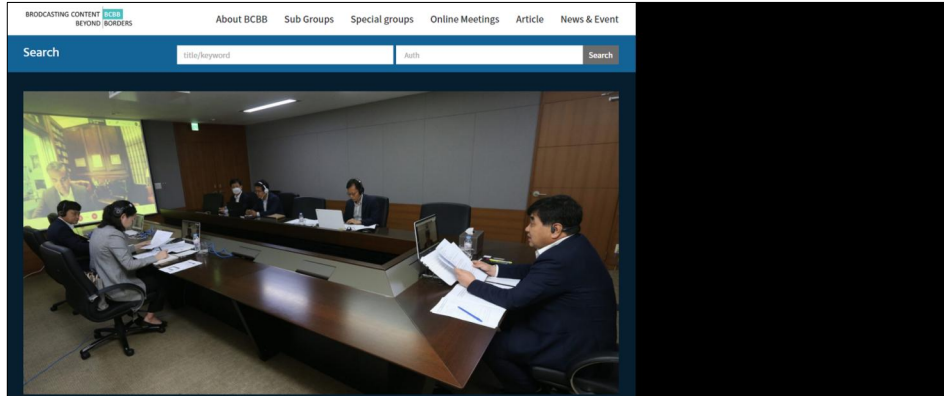 BRODCASTING CONTENT BCBB
BEYOND BORDERS
About BCBB Sub Groups Special groups Online Meetings Article News & Event
Search title/keyword Auth Search